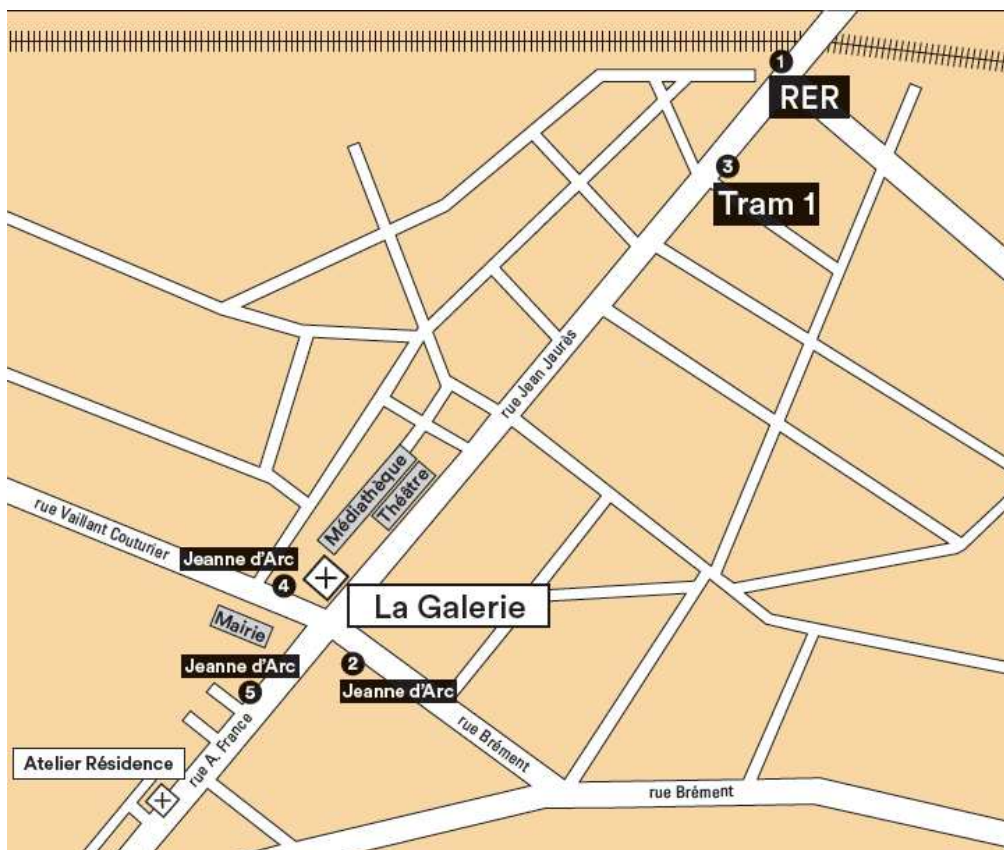 1
RER
3
Tram 1
rue Jean Jaurès
Médiathèque
Théâtre
rue Vaillant Couturier
Jeanne d'Arc
4
La Galerie
Mairie
Jeanne d'Arc
5
2
Jeanne d'Arc
rue A. France
rue Brément
Atelier Résidence
rue Brément